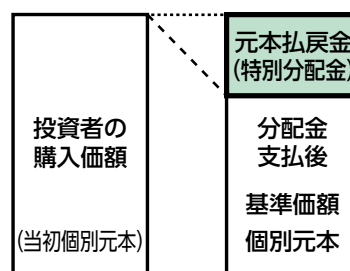 投資者の
購入価額
(当初個別元本)
元本払戻金
(特別分配金)
分配金
支払後
基準価額
個別元本